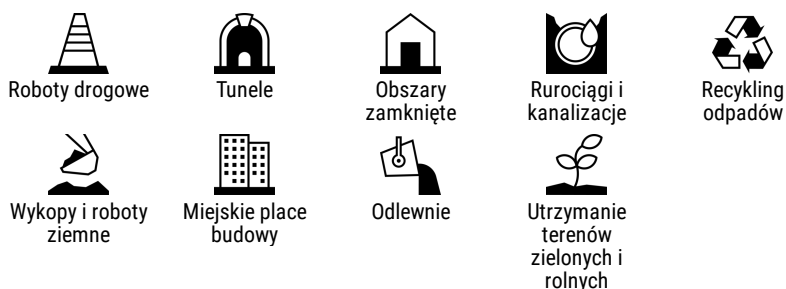 Roboty drogowe
Tunele
Obszary
zamknięte
Rurociągi i
kanalizacje
Recykling
odpadów
Wykopy i roboty
ziemne
Miejskie place
budowy
Odlewnie
Utrzymanie
terenów
zielonych i
rolnych